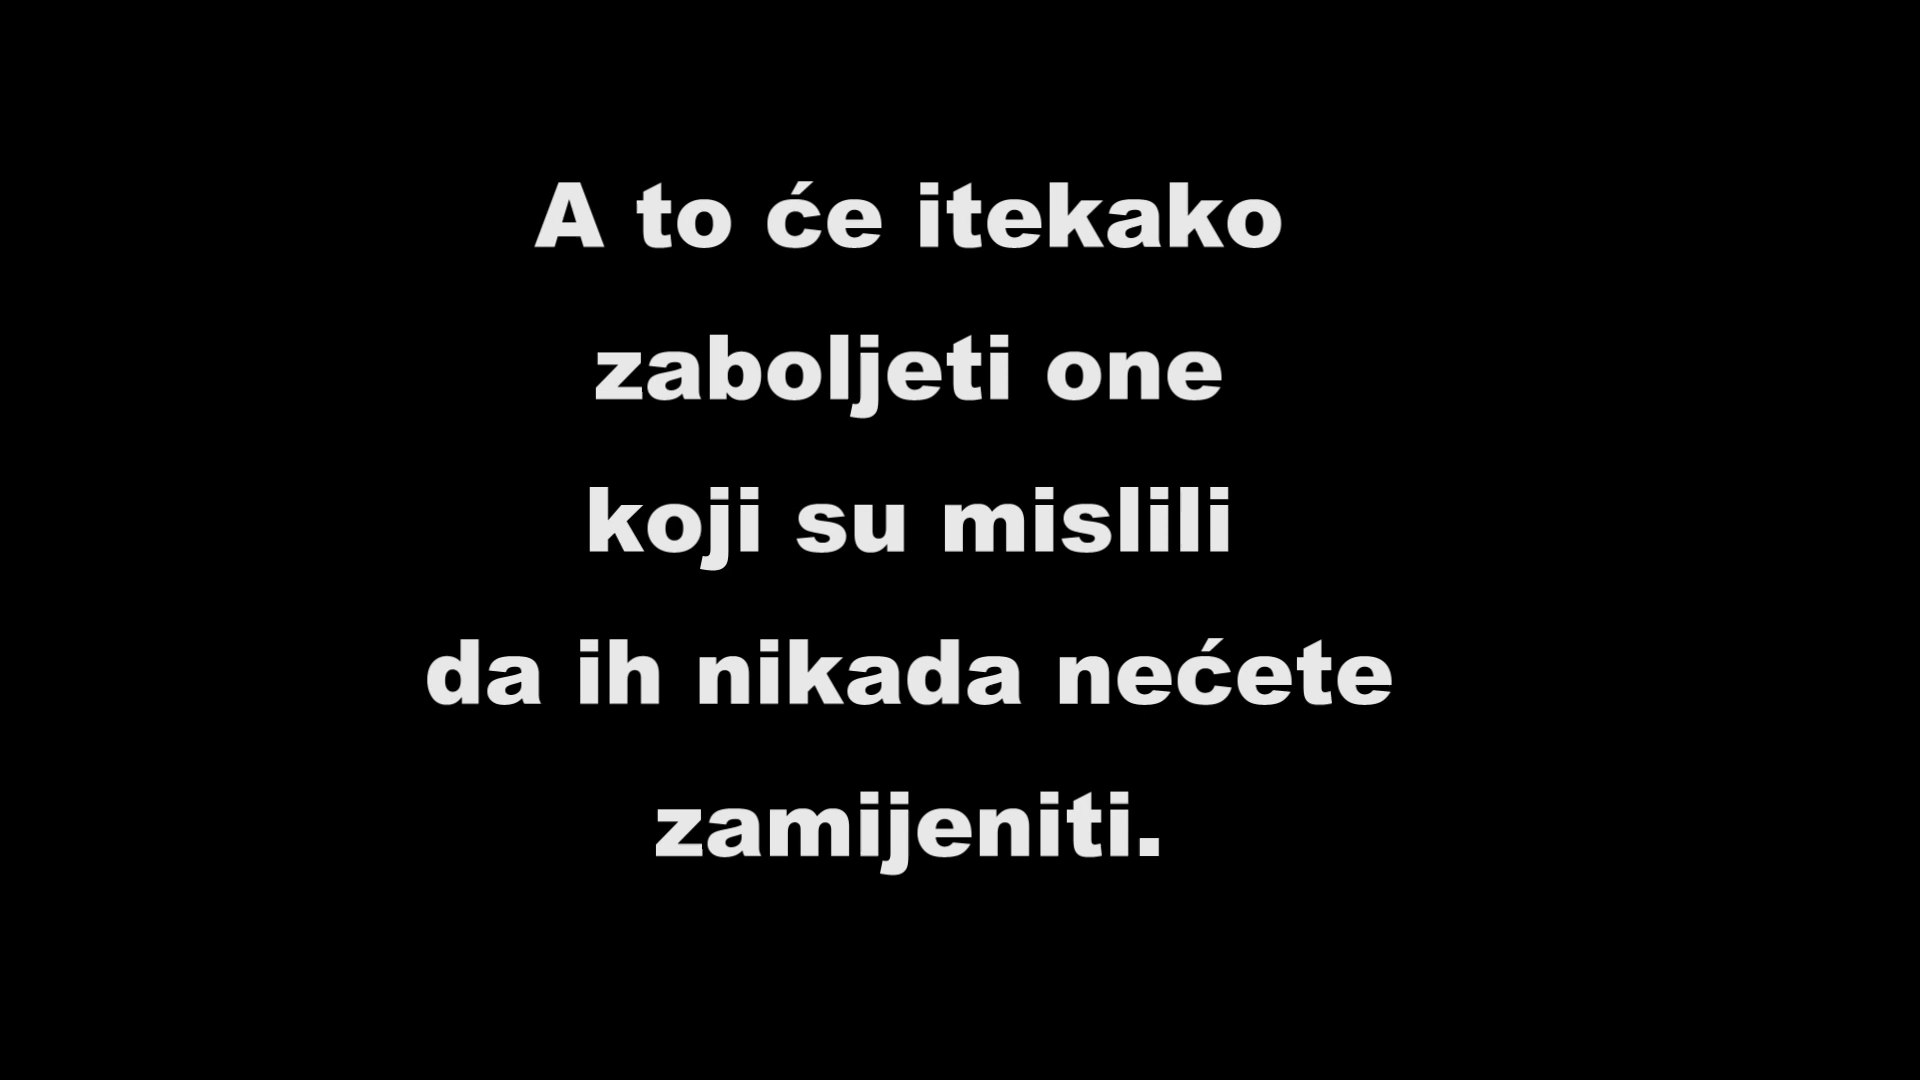 A to će itekako
zaboljeti one
koji su mislili
da ih nikada nećete
zamijeniti.